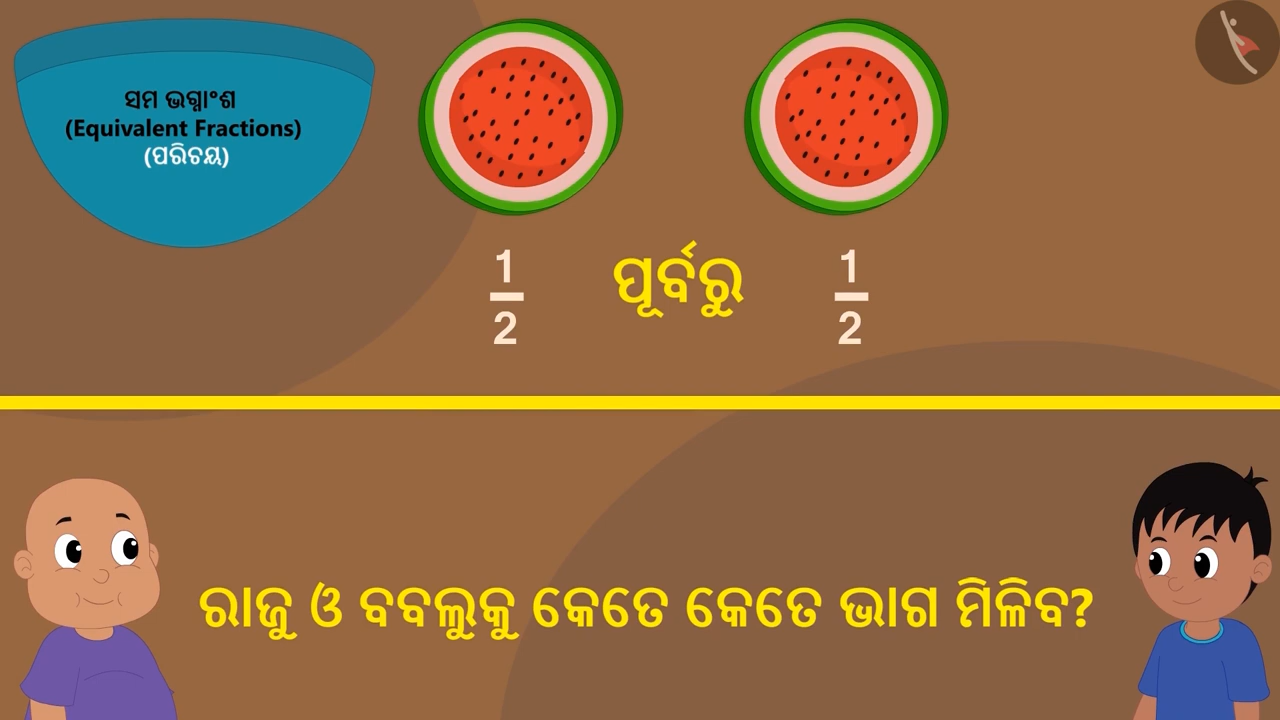 ସମ ଭଗ୍ନାଂଶ
(Equivalent Fractions)
(ପରିଚୟ)
1/2 ପୂର୍ବରୁ 1/2
ରାଜୁ ଓ ବବଲୁକୁ କେତେ କେତେ ଭାଗ ମିଳିବ?